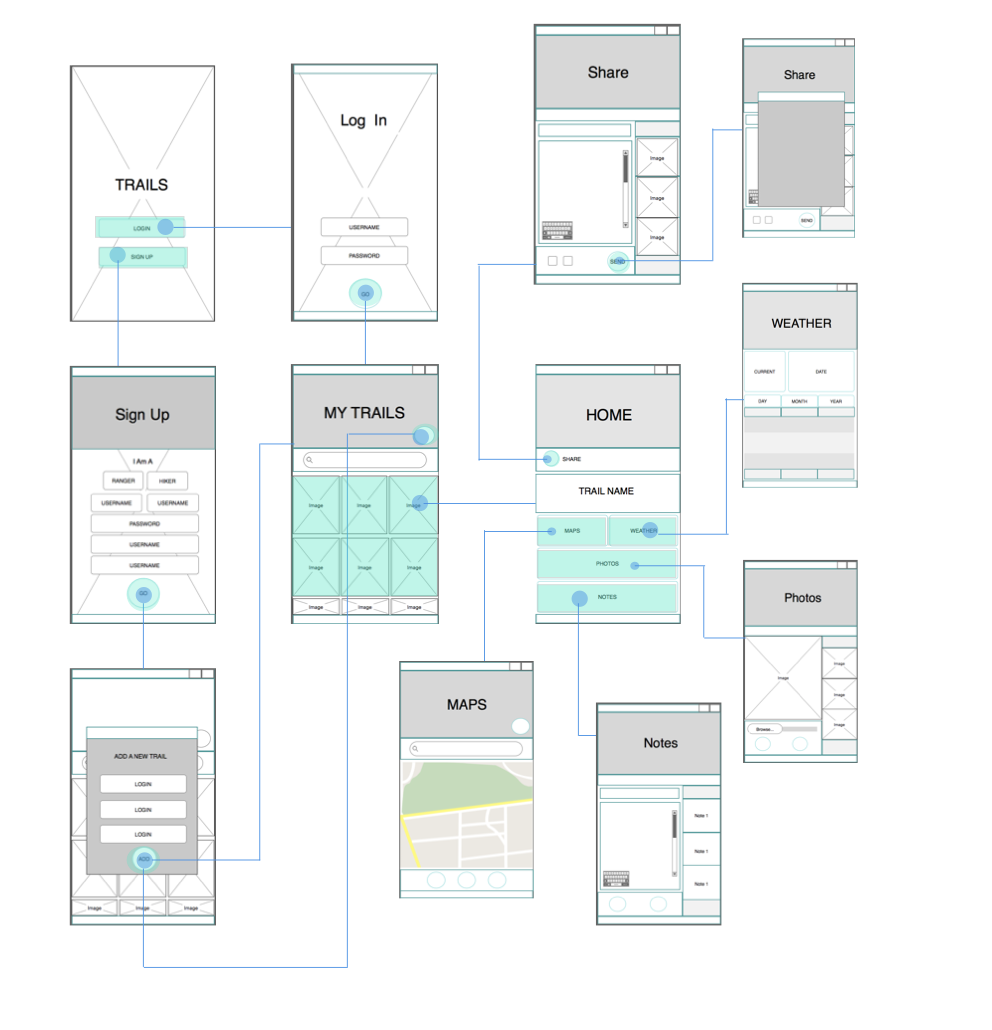 TRAILS
LOGIN
SIGN UP
Log In
USERNAME
PASSWORD
GO
Share
Image
Image
Image
SEND
Share
SEND
Sign Up
I Am A
RANGER HIKER
USERNAME USERNAME
PASSWORD
USERNAME
USERNAME
GO
MY TRAILS
Image Image Image
Image Image Image
Image Image Image
HOME
SHARE
TRAIL NAME
MAPS WEATHER
PHOTOS
NOTES
WEATHER
CURRENT DATE
DAY MONTH YEAR
Photos
Image
Image
Image
Image
Browse...
ADD A NEW TRAIL
LOGIN
LOGIN
LOGIN
ADD
Image Image Image
MAPS
Notes
Note 1
Note 1
Note 1